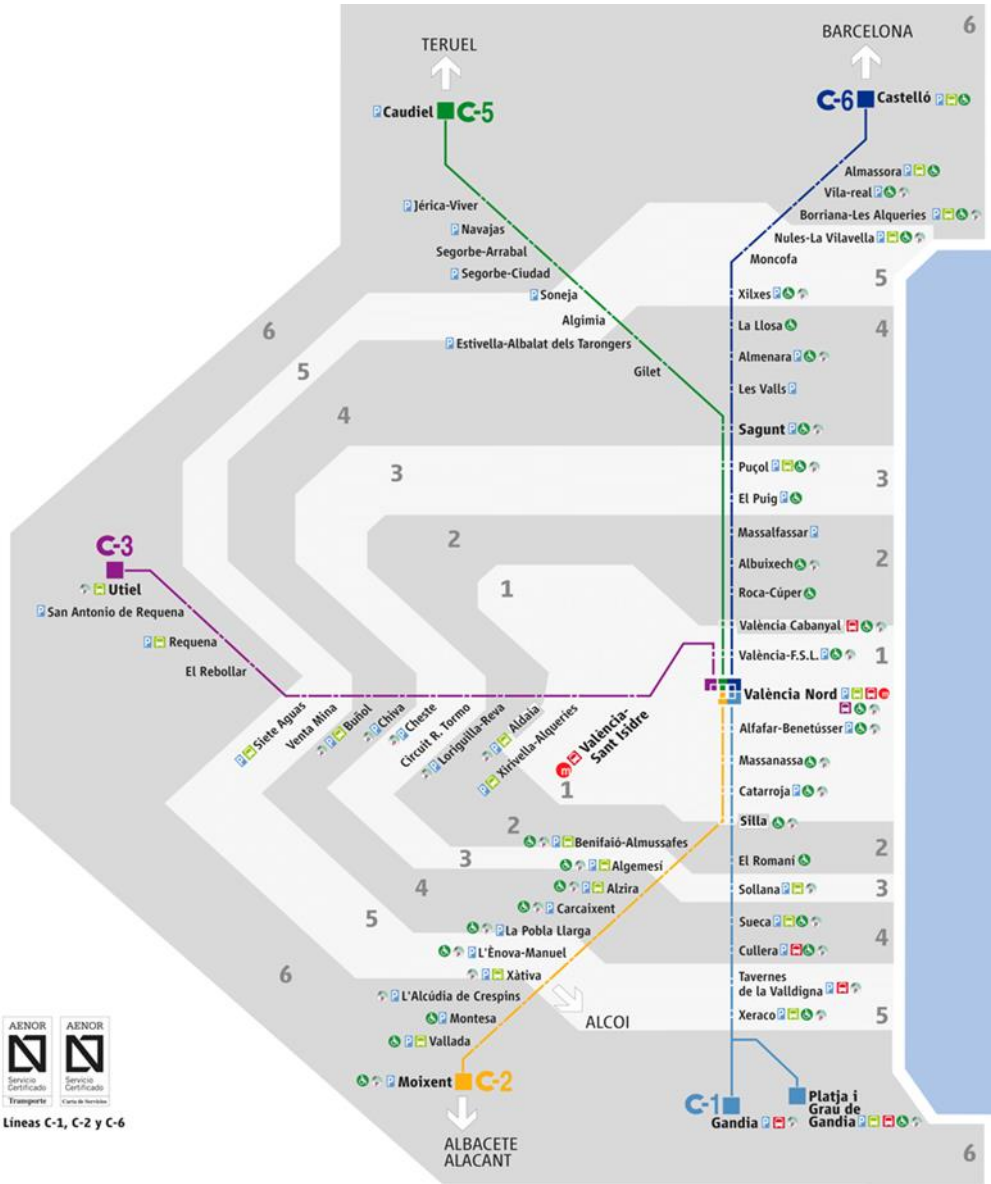 6
TERUEL
BARCELONA
Caudiel C-5
C-6 Castelló
Almassora
Vila-real
Borriana-Les Alqueries
Nules-La Vilavella
Moncofa
5
Xilxes
La Llosa
4
Almenara
Les Valls
Sagunt
Puçol
3
El Puig
Massalfassar
2
Albuixech
Roca-Cúper
València Cabanyal
València-F.S.L.
1
València Nord
Jérica-Viver
Navajas
Segorbe-Arrabal
Segorbe-Ciudad
Soneja
Algimia
Estivella-Albalat dels Tarongers
Gilet
6
5
4
3
2
1
C-3
Utiel
San Antonio de Requena
Requena
El Rebollar
Siete Aguas
Venta Mina
Buñol
Chiva
Cheste
Circuit R. Tormo
Loriguilla-Reva
Aldaia
Xirivella-Alqueries
València-
Sant Isidre
m
1
2
3
4
5
6
Alfafar-Benetússer
Massanassa
Catarroja
Silla
El Romaní
2
Sollana
3
Sueca
4
Cullera
Tavernes
de la Valldigna
Xeraco
5
Benifaió-Almussafes
Algemesí
Alzira
Carcaixent
La Pobla Llarga
L'Ènova-Manuel
Xàtiva
L'Alcúdia de Crespins
Montesa
Vallada
Moixent C-2
ALCOI
ALBACETE
ALACANT
C-1
Gandia
Platja i
Grau de
Gandia
6
AENOR
Servicio
Certificado
Transporte
AENOR
Servicio
Certificado
Carta de Servicios
Líneas C-1, C-2 y C-6